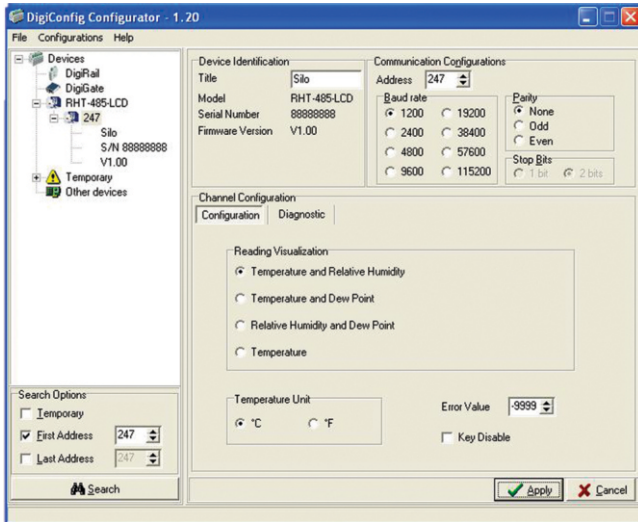 DigiConfig Configurator - 1.20
File Configurations Help
Devices
DigiRail
DigiGate
RHT-485-LCD
247
Silo
S/N 88888888
V1.00
Temporary
Other devices
Search Options
Temporary
First Address 247
Last Address 247
Search
Device Identification
Title Silo
Model RHT-485-LCD
Serial Number 88888888
Firmware Version V1.00
Communication Configurations
Address 247
Baud rate
1200 19200
2400 38400
4800 57600
9600 115200
Parity
None
Odd
Even
Stop Bits
1 bit 2 bits
Channel Configuration
Configuration Diagnostic
Reading Visualization
Temperature and Relative Humidity
Temperature and Dew Point
Relative Humidity and Dew Point
Temperature
Temperature Unit
°C °F
Error Value -9999
Key Disable
Apply Cancel